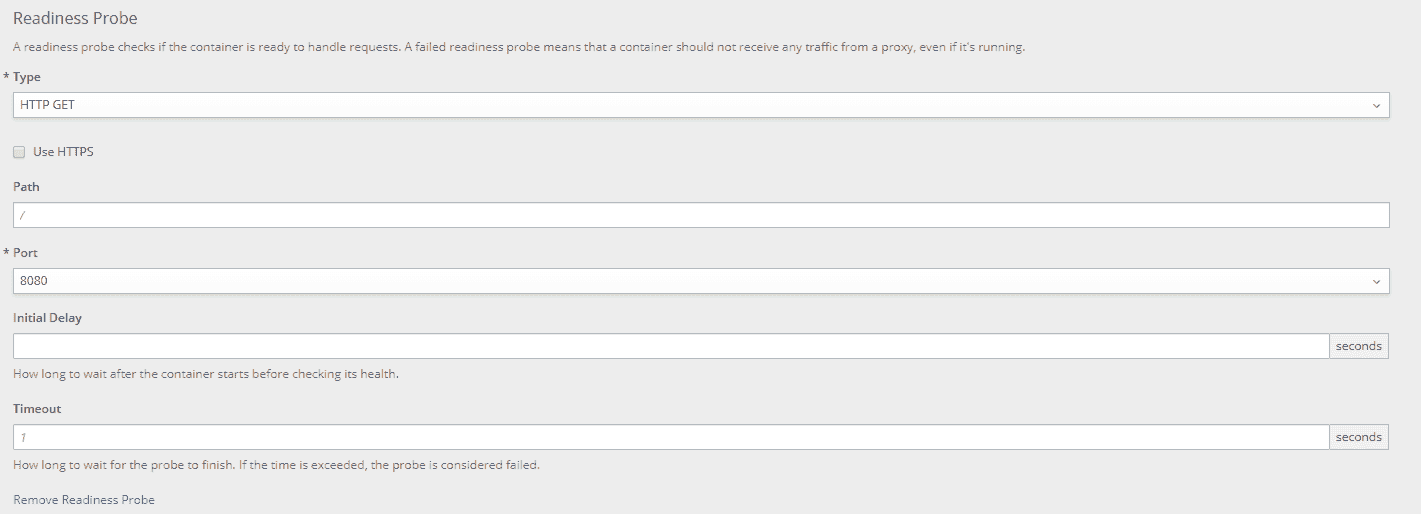 Readiness Probe
A readiness probe checks if the container is ready to handle requests. A failed readiness probe means that a container should not receive any traffic from a proxy, even if it's running.
* Type
HTTP GET
Use HTTPS
Path
/
* Port
8080
Initial Delay
seconds
How long to wait after the container starts before checking its health.
Timeout
1 seconds
How long to wait for the probe to finish. If the time is exceeded, the probe is considered failed.
Remove Readiness Probe